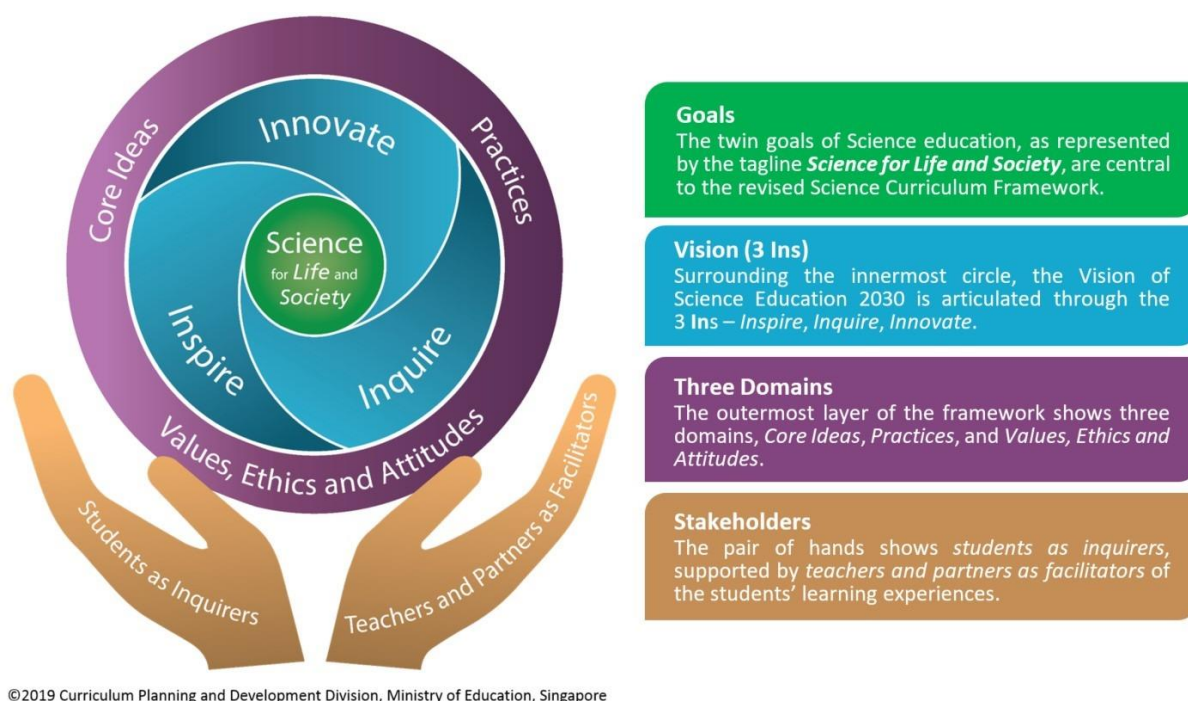 Core Ideas
Practices
Values, Ethics and Attitudes
Innovate
Inspire
Inquire
Science
for Life and
Society
Students as Inquirers
Teachers and Partners as Facilitators
Goals
The twin goals of Science education, as represented
by the tagline Science for Life and Society, are central
to the revised Science Curriculum Framework.
Vision (3 Ins)
Surrounding the innermost circle, the Vision of
Science Education 2030 is articulated through the
3 Ins – Inspire, Inquire, Innovate.
Three Domains
The outermost layer of the framework shows three
domains, Core Ideas, Practices, and Values, Ethics and
Attitudes.
Stakeholders
The pair of hands shows students as inquirers,
supported by teachers and partners as facilitators of
the students’ learning experiences.
©2019 Curriculum Planning and Development Division, Ministry of Education, Singapore